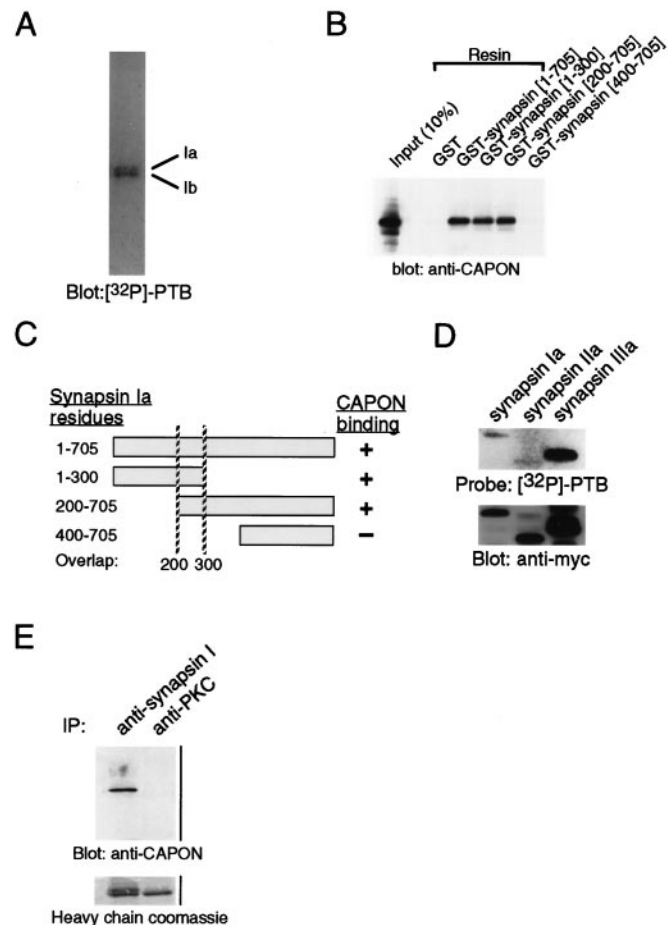 A
Ia
Ib
Blot:[32P]-PTB
B
Resin
Input (10%)
GST
GST-synapsin [1-705]
GST-synapsin [1-300]
GST-synapsin [200-705]
GST-synapsin [400-705]
blot: anti-CAPON
C
Synapsin Ia
residues
CAPON
binding
1-705
+
1-300
+
200-705
+
400-705
−
Overlap: 200 300
D
synapsin Ia
synapsin IIa
synapsin IIIa
Probe: [32P]-PTB
Blot: anti-myc
E
IP:
anti-synapsin I
anti-PKC
Blot: anti-CAPON
Heavy chain coomassie